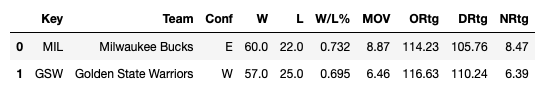 Key Team Conf W L W/L% MOV ORtg DRtg NRtg
0 MIL Milwaukee Bucks E 60.0 22.0 0.732 8.87 114.23 105.76 8.47
1 GSW Golden State Warriors W 57.0 25.0 0.695 6.46 116.63 110.24 6.39